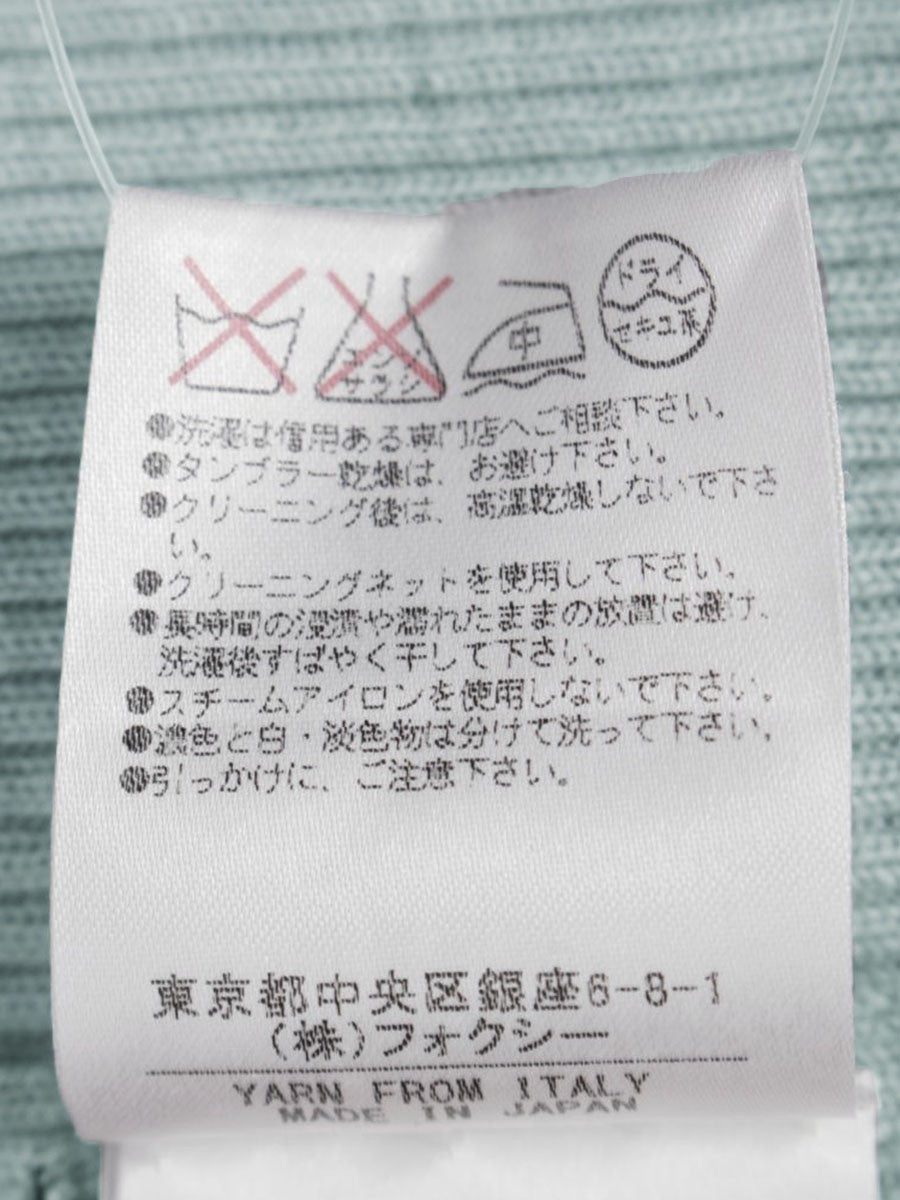 ドライ
セキユ系
中
エンソ
サラシ
●洗濯は信用ある専門店へご相談下さい。
●タンブラー乾燥は、お避け下さい。
●クリーニング後は、高温乾燥しないで下さ
い。
●クリーニングネットを使用して下さい。
●長時間の浸漬や濡れたままの放置は避け、
洗濯後すばやく干して下さい。
●スチームアイロンを使用しないで下さい。
●濃色と白・淡色物は分けて洗って下さい。
●引っかけに、ご注意下さい。
東京都中央区銀座6-8-1
(株)フォクシー
YARN FROM ITALY
MADE IN JAPAN